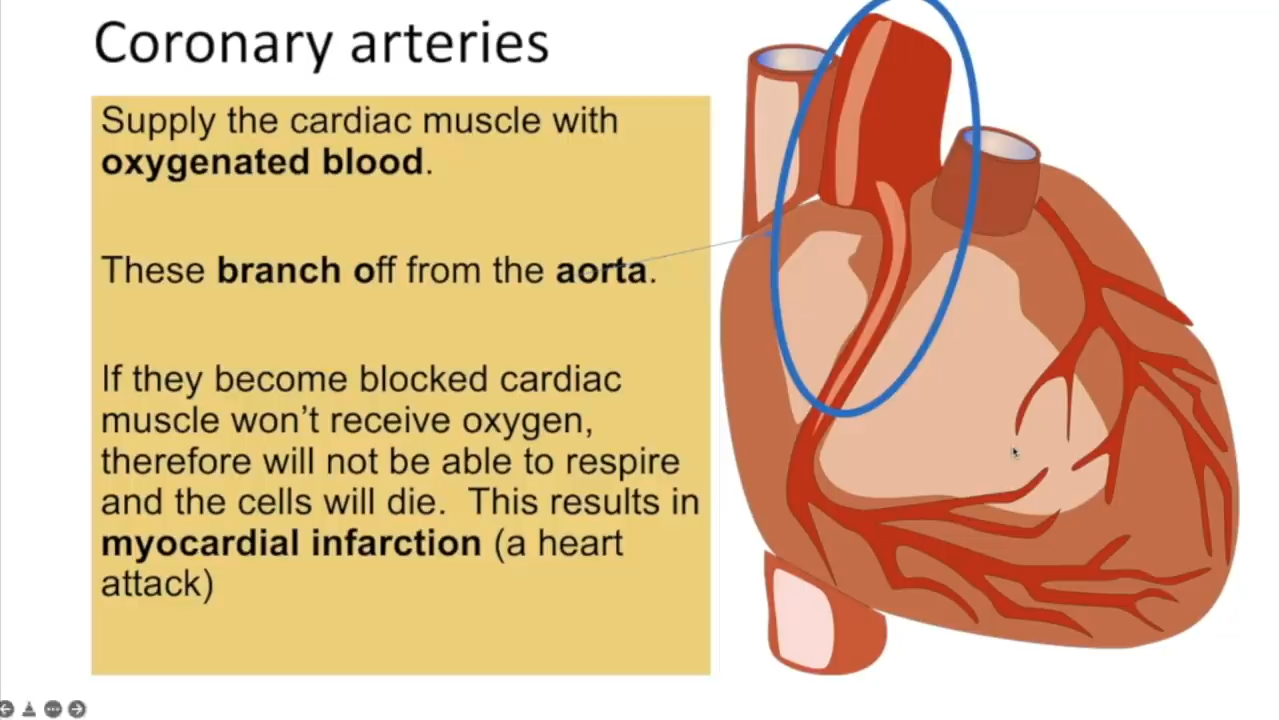 Coronary arteries
Supply the cardiac muscle with
oxygenated blood.
These branch off from the aorta.
If they become blocked cardiac
muscle won't receive oxygen,
therefore will not be able to respire
and the cells will die.  This results in
myocardial infarction (a heart
attack)